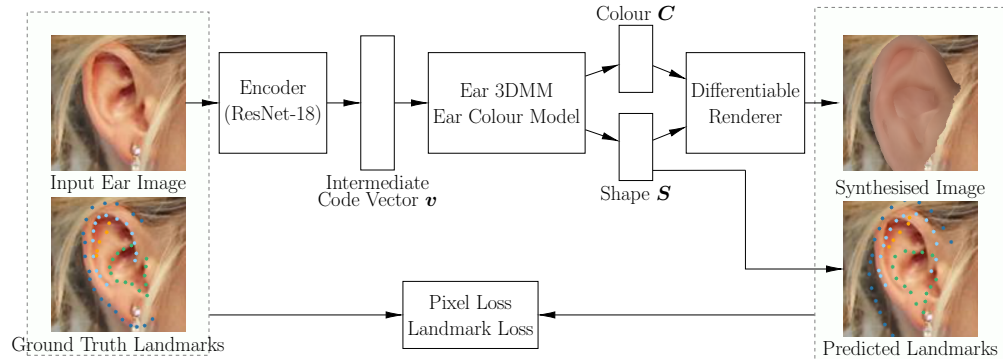 Colour C
Encoder
(ResNet-18)
Ear 3DMM
Ear Colour Model
Differentiable
Renderer
Input Ear Image
Intermediate
Code Vector v
Shape S
Synthesised Image
Pixel Loss
Landmark Loss
Ground Truth Landmarks
Predicted Landmarks